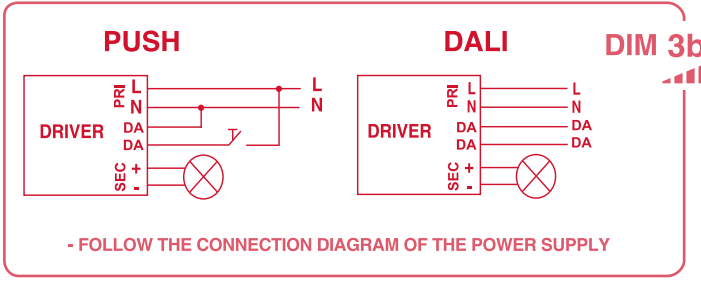 PUSH
DALI
DIM 3b
PRI
L
N
DRIVER
DA
DA
SEC
+
-
L
N
PRI
L
N
DRIVER
DA
DA
SEC
+
-
L
N
DA
DA
- FOLLOW THE CONNECTION DIAGRAM OF THE POWER SUPPLY